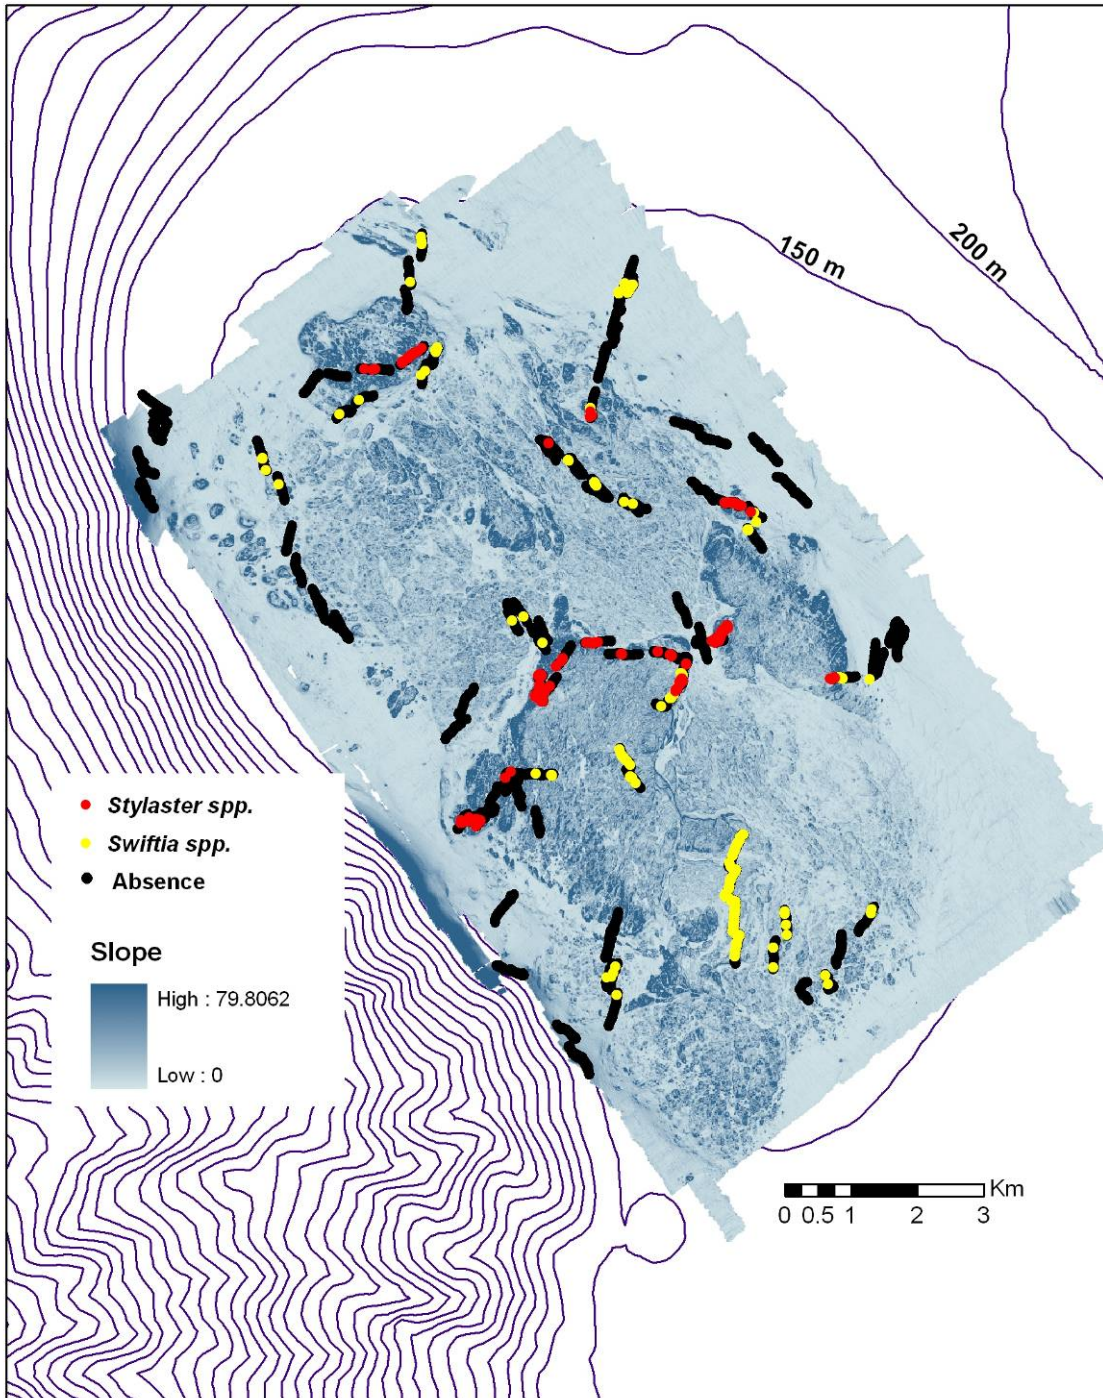 200 m
150 m
Stylaster spp.
Swiftia spp.
Absence
Slope
High : 79.8062
Low : 0
Km
0 0.5 1 2 3